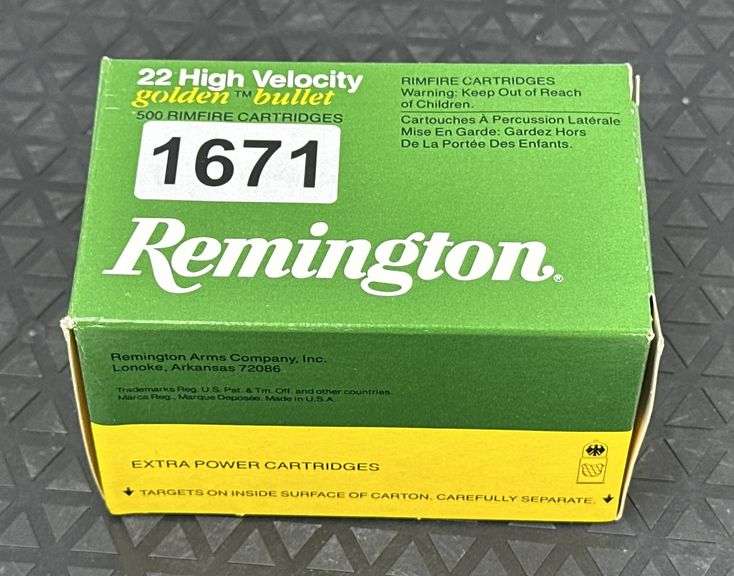 22 High Velocity
golden™ bullet
500 RIMFIRE CARTRIDGES
1671
RIMFIRE CARTRIDGES
Warning: Keep Out of Reach
of Children.
Cartouches À Percussion Latérale
Mise En Garde: Gardez Hors
De La Portée Des Enfants.
Remington®
Remington Arms Company, Inc.
Lonoke, Arkansas 72086
Trademarks Reg. U.S. Pat. & Tm. Off. and other countries.
Marca Reg., Marque Deposée. Made in U.S.A.
EXTRA POWER CARTRIDGES
TARGETS ON INSIDE SURFACE OF CARTON. CAREFULLY SEPARATE.